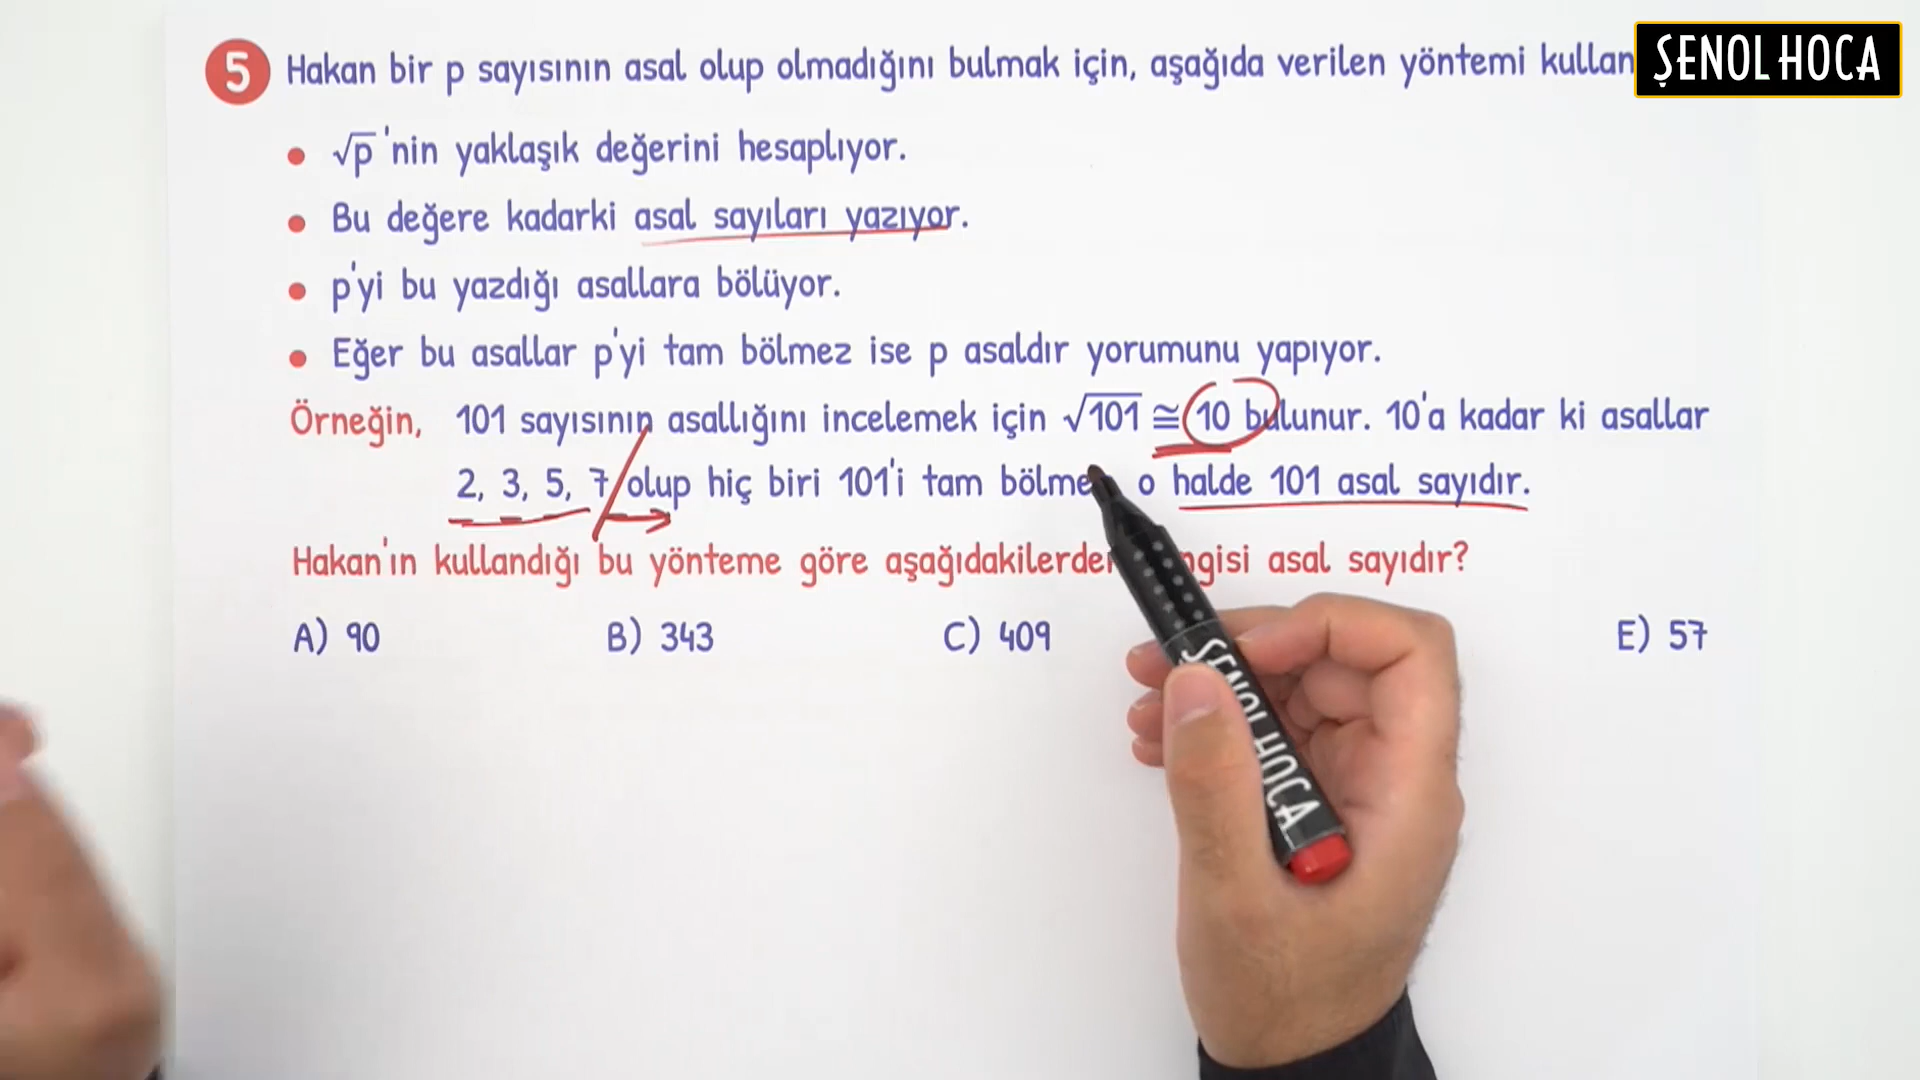 ŞENOL HOCA
5 Hakan bir p sayısının asal olup olmadığını bulmak için, aşağıda verilen yöntemi
• √p'nin yaklaşık değerini hesaplıyor.
• Bu değere kadarki asal sayıları yazıyor.
• p'yi bu yazdığı asallara bölüyor.
• Eğer bu asallar p'yi tam bölmez ise p asaldır yorumunu yapıyor.
Örneğin, 101 sayısının asallığını incelemek için √101 ≅ 10 bulunur. 10'a kadar ki asallar
2, 3, 5, 7 olup hiç biri 101'i tam o halde 101 asal sayıdır.
Hakan'ın kullandığı bu yönteme göre asal sayıdır?
A) 90 B) 343 C) 409 E) 57
ŞENOL HOCA